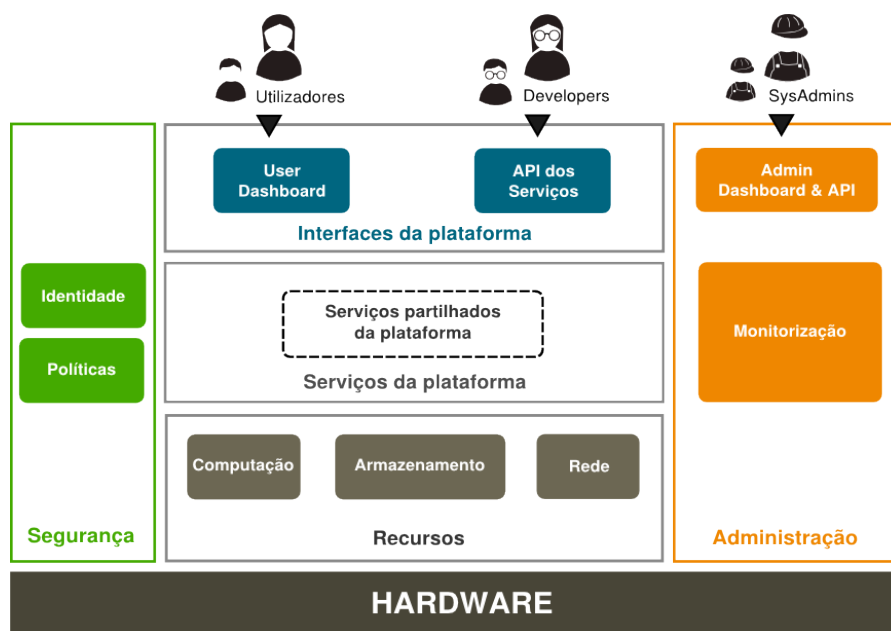 Utilizadores
Developers
SysAdmins
User
Dashboard
API dos
Serviços
Admin
Dashboard & API
Interfaces da plataforma
Identidade
Políticas
Serviços partilhados
da plataforma
Serviços da plataforma
Monitorização
Computação
Armazenamento
Rede
Segurança
Recursos
Administração
HARDWARE